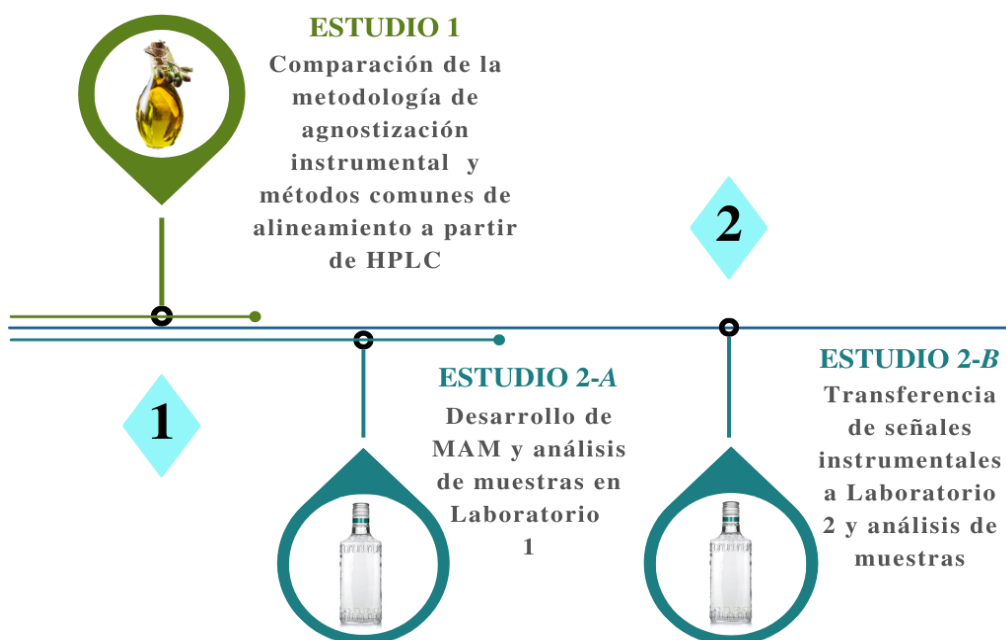 ESTUDIO 1
Comparación de la
metodología de
agnostización
instrumental y
métodos comunes de
alineamiento a partir
de HPLC
2
1
ESTUDIO 2-A
Desarrollo de
MAM y análisis
de muestras en
Laboratorio
1
ESTUDIO 2-B
Transferencia
de señales
instrumentales
a Laboratorio
2 y análisis de
muestras